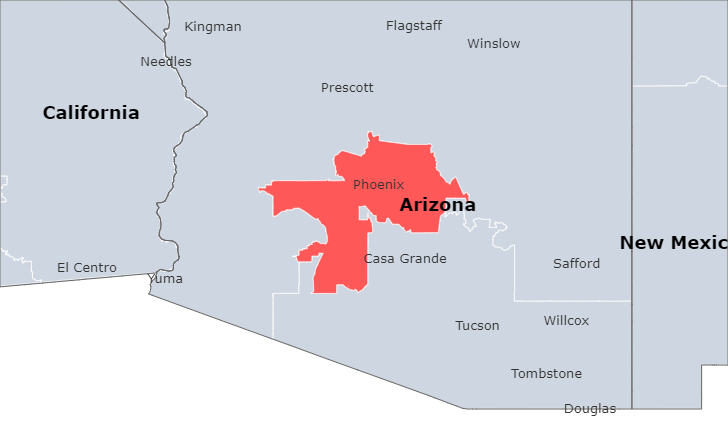 Kingman
Flagstaff
Winslow
Needles
Prescott
California
Phoenix
Arizona
New Mexic
Casa Grande
El Centro
Safford
Yuma
Tucson
Willcox
Tombstone
Douglas